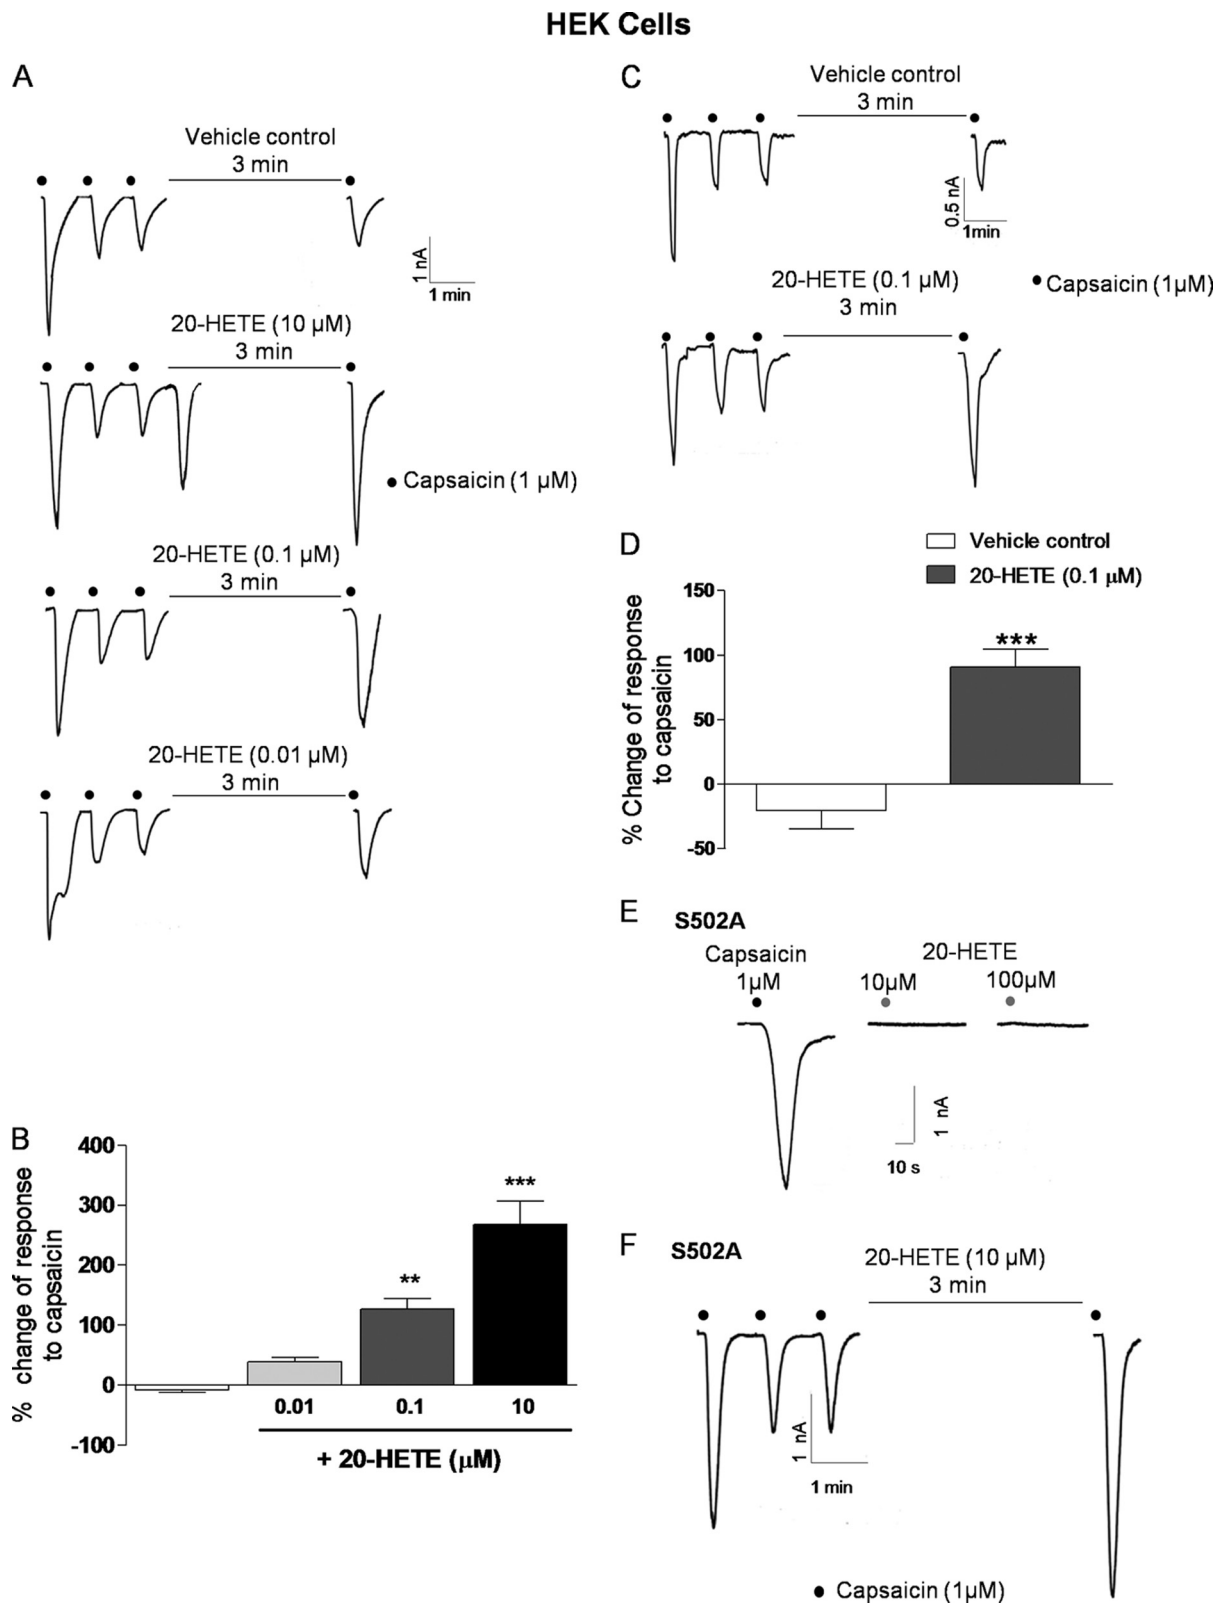 HEK Cells
A
Vehicle control
3 min
1 nA
1 min
20-HETE (10 µM)
3 min
● Capsaicin (1 µM)
20-HETE (0.1 µM)
3 min
20-HETE (0.01 µM)
3 min
B
% change of response
to capsaicin
400
300
200
100
0
-100
**
***
0.01 0.1 10
+ 20-HETE (µM)
C
Vehicle control
3 min
0.5 nA
1min
20-HETE (0.1 µM)
3 min
● Capsaicin (1µM)
D
Vehicle control
20-HETE (0.1 µM)
% Change of response
to capsaicin
150
100
50
0
-50
***
E
S502A
Capsaicin
1µM
20-HETE
10µM 100µM
1 nA
10 s
F
S502A
20-HETE (10 µM)
3 min
1 nA
1 min
● Capsaicin (1µM)